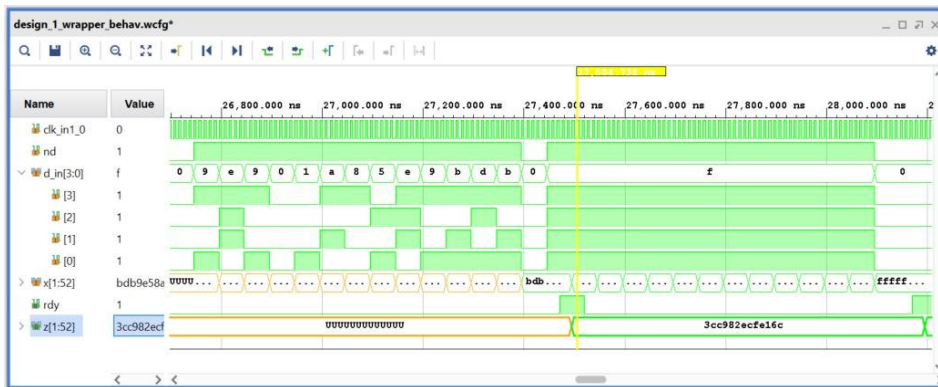 design_1_wrapper_behav.wcfg*
Name Value
26,800.000 ns 27,000.000 ns 27,200.000 ns 27,400.000 ns 27,600.000 ns 27,800.000 ns 28,000.000 ns 2
clk_in1_0 0
nd 1
d_in[3:0] f 0 9 e 9 0 1 a 8 5 e 9 b d b 0 f 0
[3] 1
[2] 1
[1] 1
[0] 1
x[1:52] bdb9e58a UUUU... ... ... ... ... ... ... ... ... ... ... ... ... bdb... ... ... ... ... ... ... ... ... ... ... ... ... fffff...
rdy 1
z[1:52] 3cc982ecf UUUUUUUUUUUUU 3cc982ecfe16c